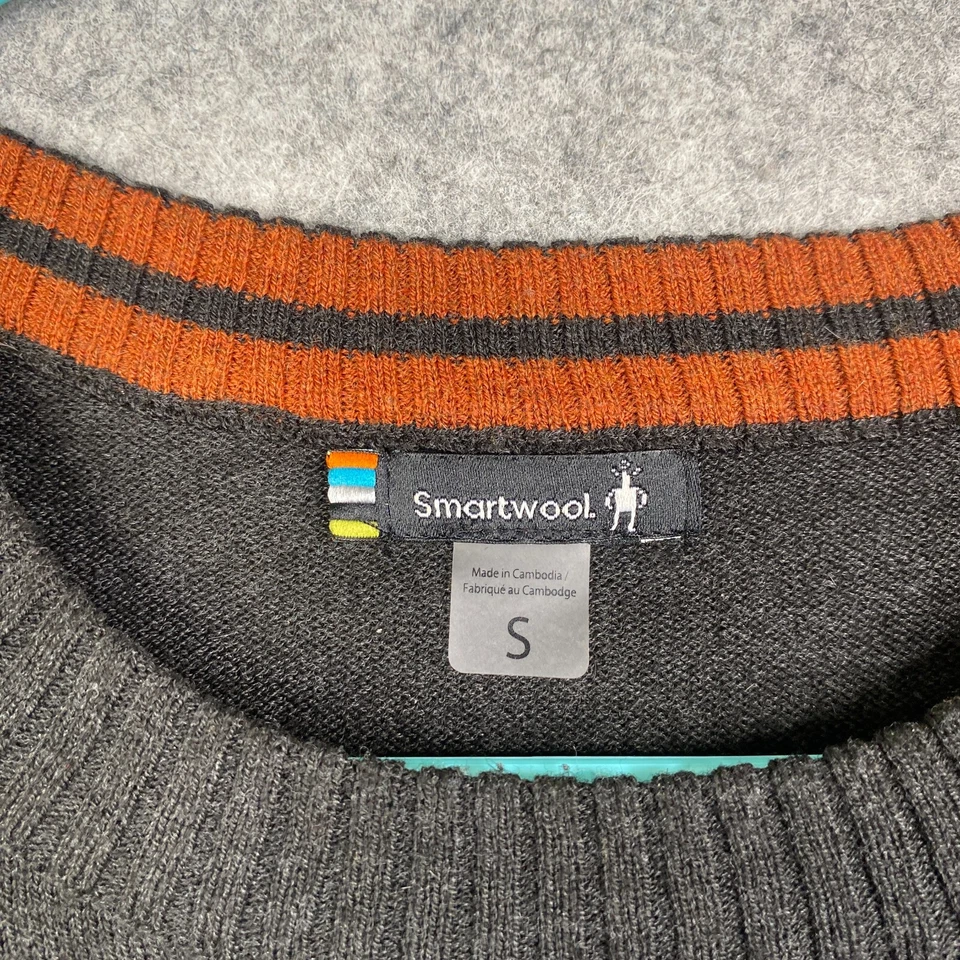 Smartwool.
Made in Cambodia /
Fabriqué au Cambodge
S